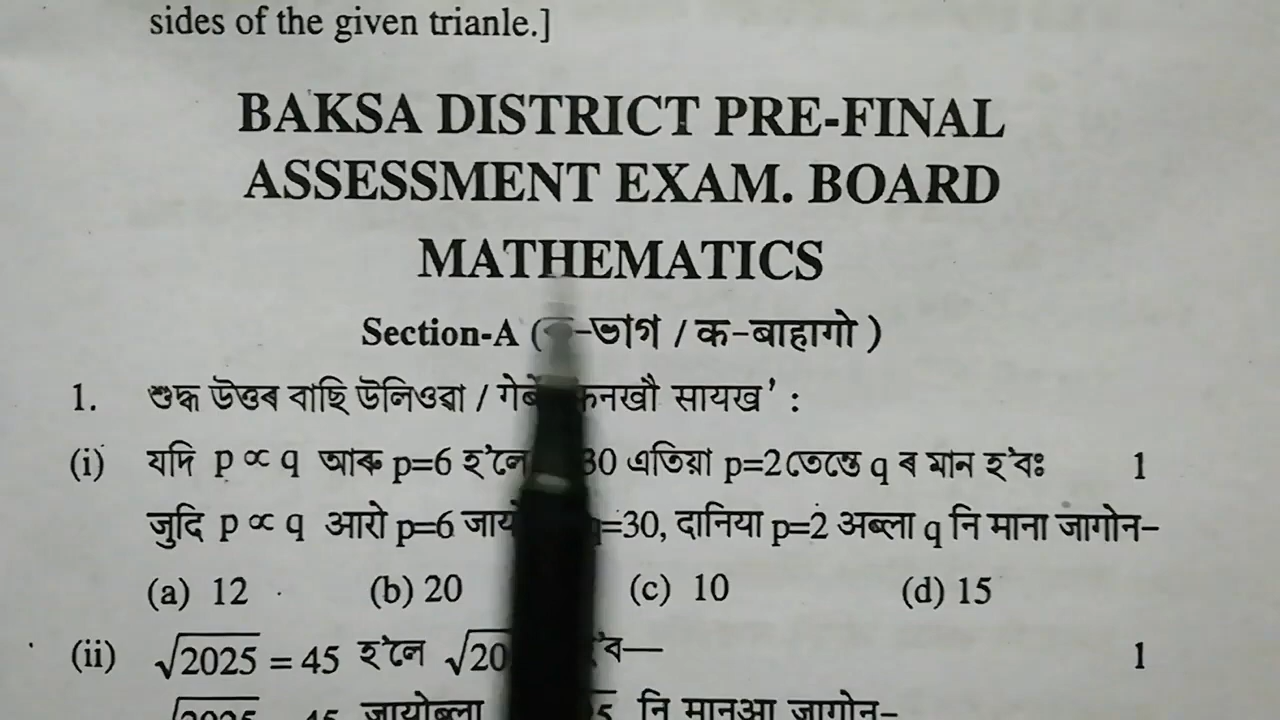 sides of the given trianle.]
BAKSA DISTRICT PRE-FINAL
ASSESSMENT EXAM. BOARD
MATHEMATICS
Section-A ( -ভাগ / क-बाहागो )
1. শুদ্ধ উত্তৰ বাছি উলিওৱা / सायख' :
(i) যদি p ∝ q আৰু p=6 হ'লে 30 এতিয়া p=2 তেন্তে q ৰ মান হ'বঃ 1
जुदि p ∝ q आरो p=6 q=30, दानिया p=2 अब्ला q नि माना जागोन–
(a) 12 (b) 20 (c) 10 (d) 15
(ii) √2025 = 45 হ'লে 1
जायोब्ला नि मानआ जागोन–